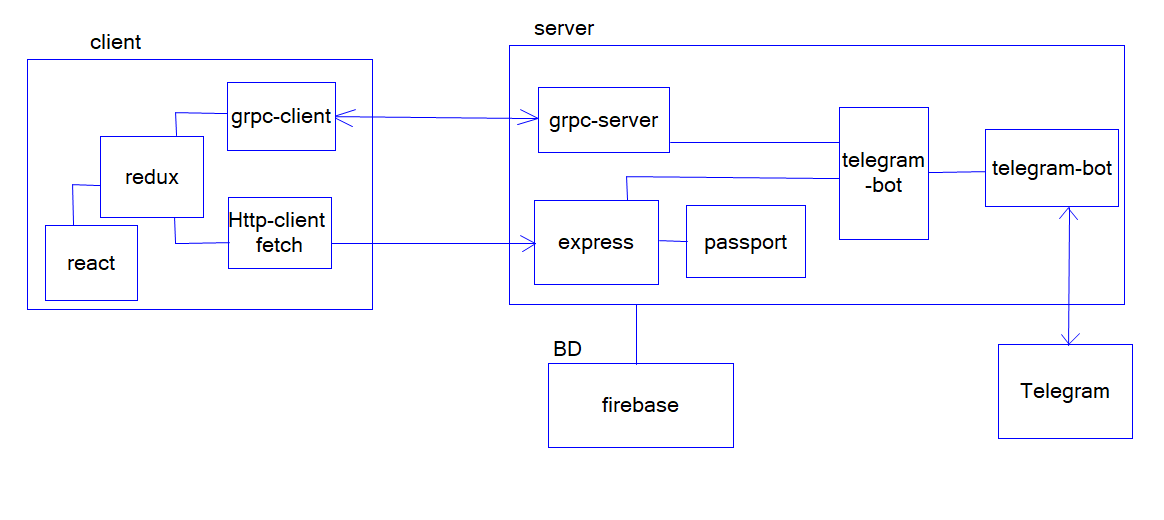 client
server
grpc-client
grpc-server
redux
telegram
-bot
telegram-bot
Http-client
fetch
express
passport
react
BD
firebase
Telegram